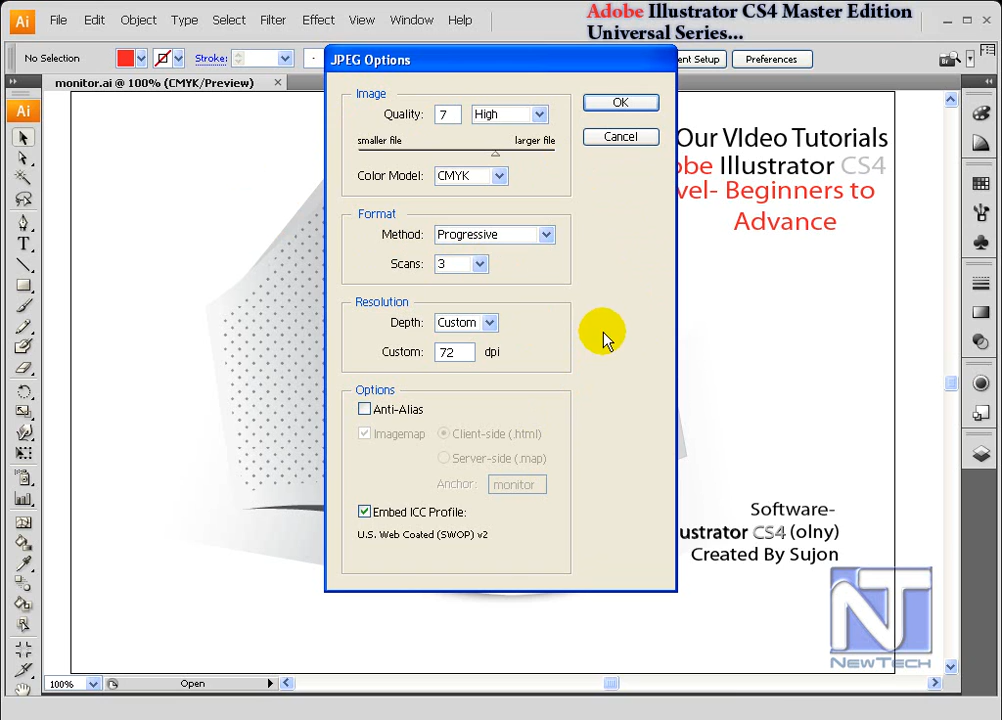 Ai File Edit Object Type Select Filter Effect View Window Help
Adobe Illustrator CS4 Master Edition
Universal Series...
No Selection Stroke: ent Setup Preferences
monitor.ai @ 100% (CMYK/Preview)
Ai
JPEG Options
Image
Quality: 7 High
smaller file larger file
Color Model: CMYK
OK
Cancel
Format
Method: Progressive
Scans: 3
Resolution
Depth: Custom
Custom: 72 dpi
Options
Anti-Alias
Imagemap Client-side (.html)
Server-side (.map)
Anchor: monitor
Embed ICC Profile:
U.S. Web Coated (SWOP) v2
Our VIdeo Tutorials
obe Illustrator CS4
vel- Beginners to
Advance
Software-
ustrator CS4 (olny)
Created By Sujon
NT
NEWTECH
100% Open